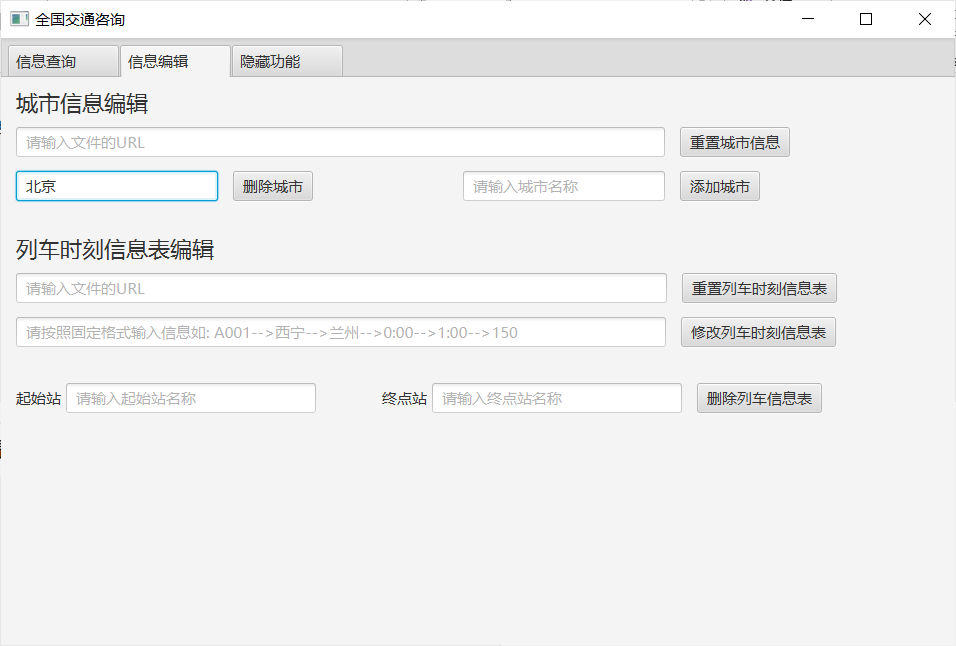 全国交通咨询
信息查询 信息编辑 隐藏功能
城市信息编辑
请输入文件的URL 重置城市信息
北京 删除城市 请输入城市名称 添加城市
列车时刻信息表编辑
请输入文件的URL 重置列车时刻信息表
请按照固定格式输入信息如: A001-->西宁-->兰州-->0:00-->1:00-->150 修改列车时刻信息表
起始站 请输入起始站名称 终点站 请输入终点站名称 删除列车信息表